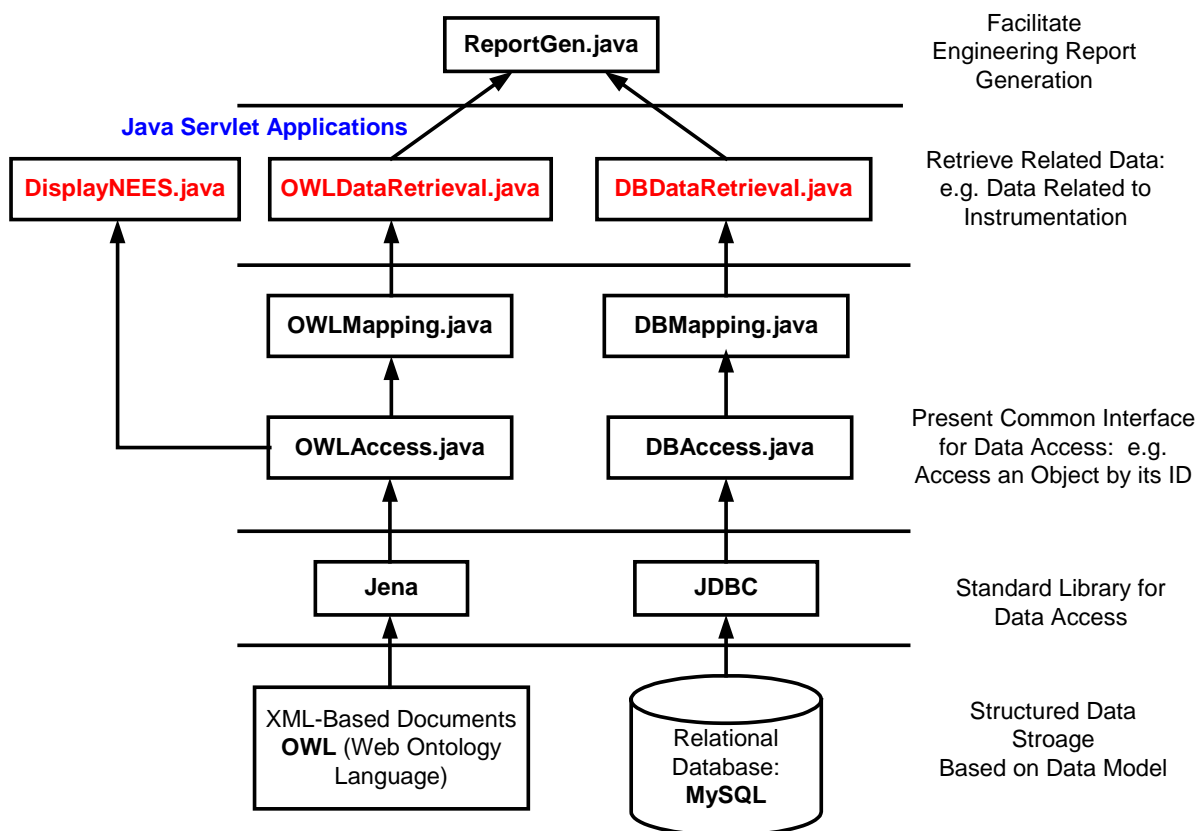 ReportGen.java
Facilitate
Engineering Report
Generation
Java Servlet Applications
DisplayNEES.java
OWLDataRetrieval.java
DBDataRetrieval.java
Retrieve Related Data:
e.g. Data Related to
Instrumentation
OWLMapping.java
DBMapping.java
OWLAccess.java
DBAccess.java
Present Common Interface
for Data Access: e.g.
Access an Object by its ID
Jena
JDBC
Standard Library for
Data Access
XML-Based Documents
OWL (Web Ontology
Language)
Relational
Database:
MySQL
Structured Data
Stroage
Based on Data Model